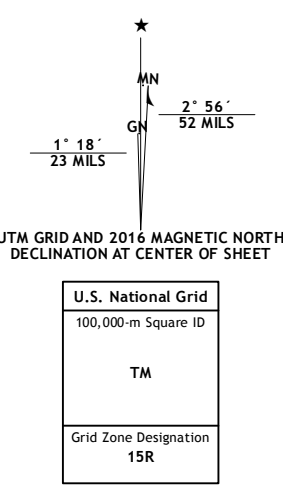 ★
MN
GN
2° 56´
52 MILS
1° 18´
23 MILS
UTM GRID AND 2016 MAGNETIC NORTH
DECLINATION AT CENTER OF SHEET
U.S. National Grid
100,000-m Square ID
TM
Grid Zone Designation
15R